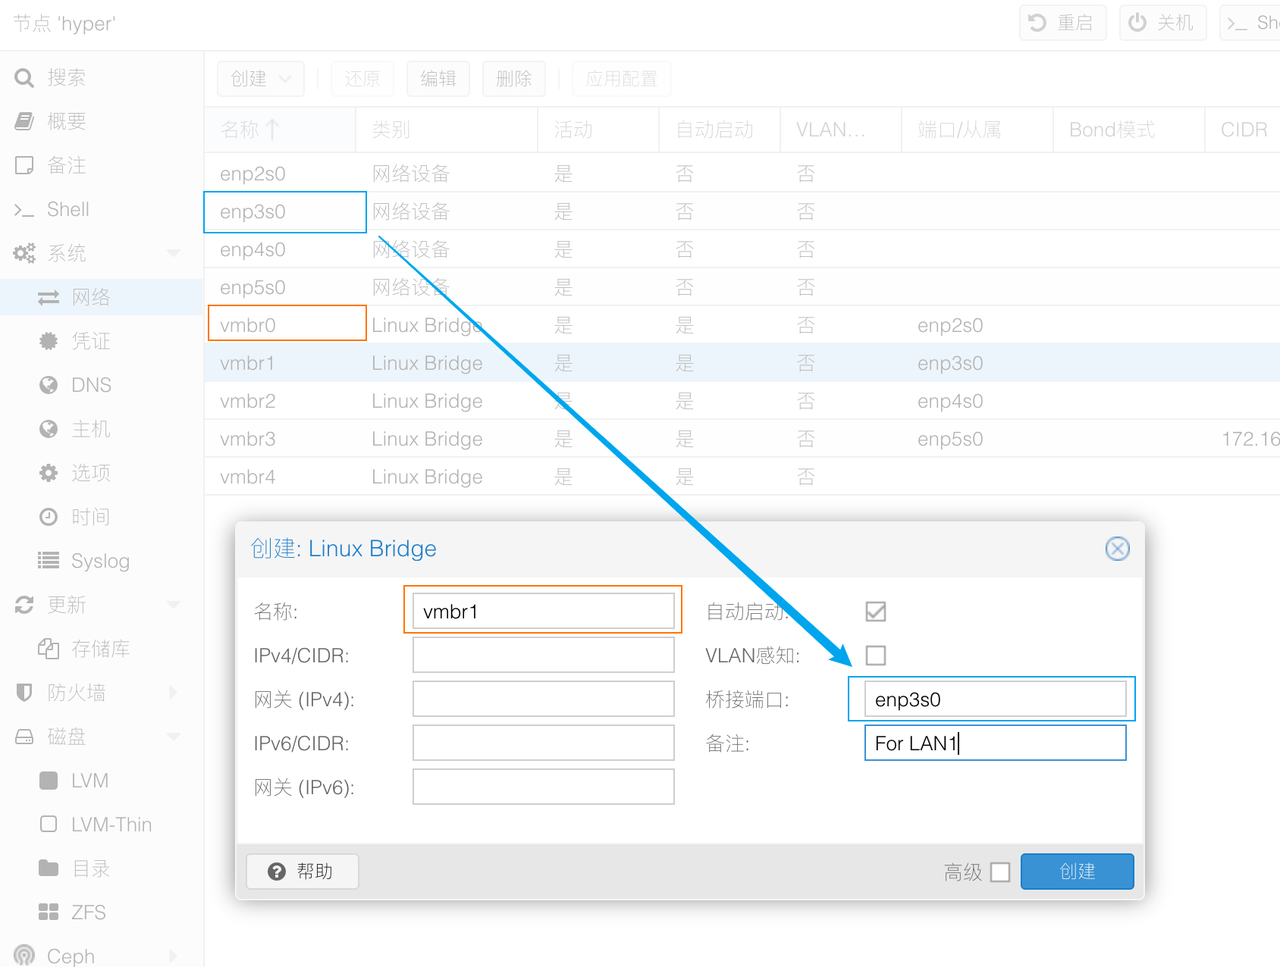 节点 'hyper'
重启
关机
搜索
概要
备注
Shell
系统
网络
凭证
DNS
主机
选项
时间
Syslog
更新
存储库
防火墙
磁盘
LVM
LVM-Thin
目录
ZFS
Ceph
创建 还原 编辑 删除 应用配置
名称 类别 活动 自动启动 VLAN... 端口/从属 Bond模式 CIDR
enp2s0 网络设备 是 否 否
enp3s0 网络设备 是 否 否
enp4s0 网络设备 是 否 否
enp5s0 网络设备 是 否 否
vmbr0 Linux Bridge 是 是 否 enp2s0
vmbr1 Linux Bridge 是 是 否 enp3s0
vmbr2 Linux Bridge 是 是 否 enp4s0
vmbr3 Linux Bridge 是 是 否 enp5s0 172.16
vmbr4 Linux Bridge 是 是 否
创建: Linux Bridge
名称: vmbr1
IPv4/CIDR:
网关 (IPv4):
IPv6/CIDR:
网关 (IPv6):
自动启动:
VLAN感知:
桥接端口: enp3s0
备注: For LAN1
帮助
高级
创建